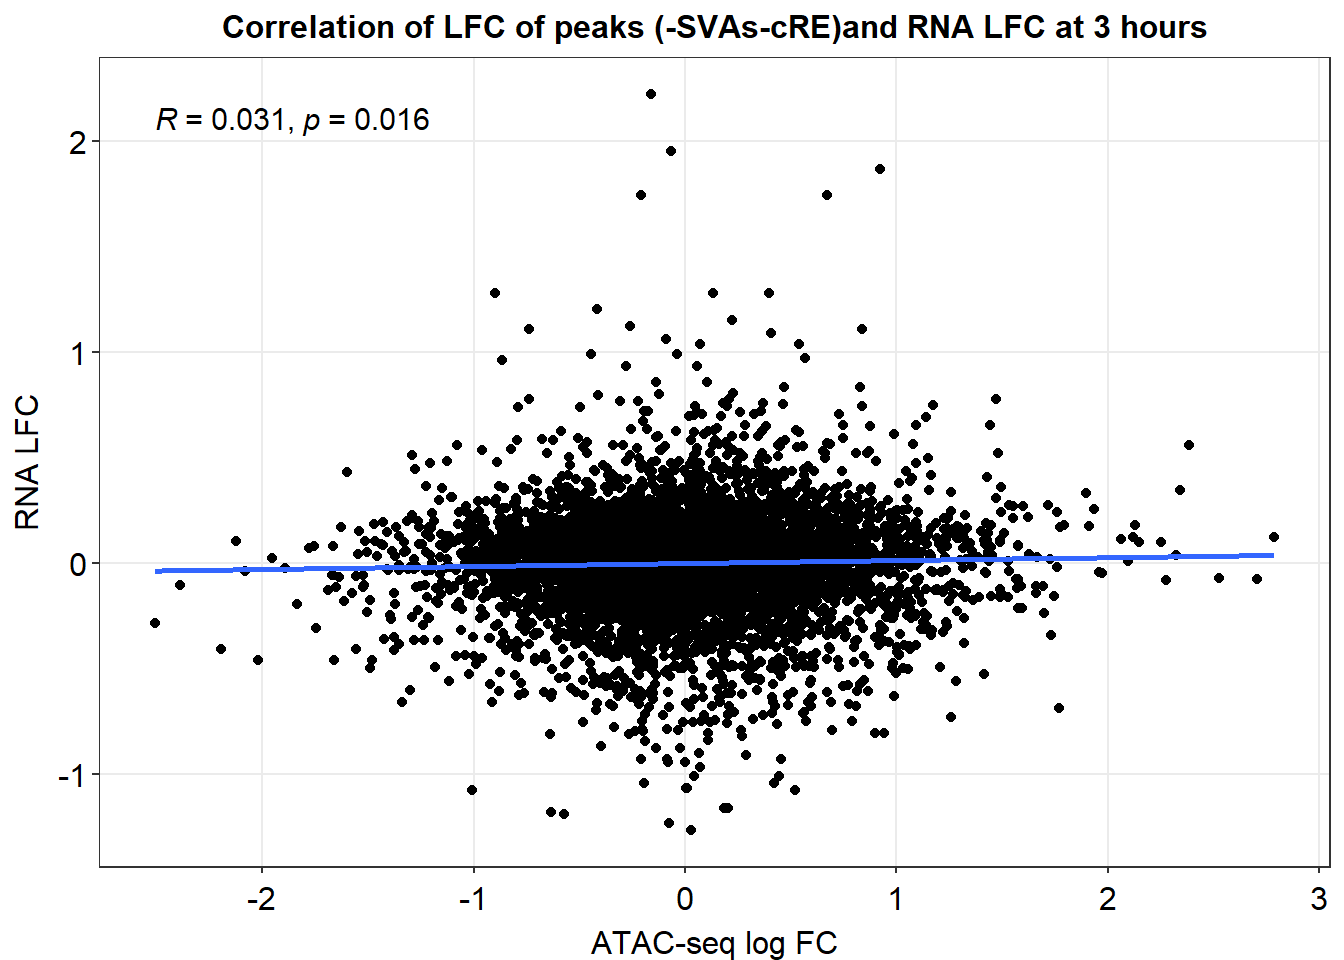 Correlation of LFC of peaks (-SVAs-cRE)and RNA LFC at 3 hours
R = 0.031, p = 0.016
2
1
0
-1
RNA LFC
-2
-1
0
1
2
3
ATAC-seq log FC